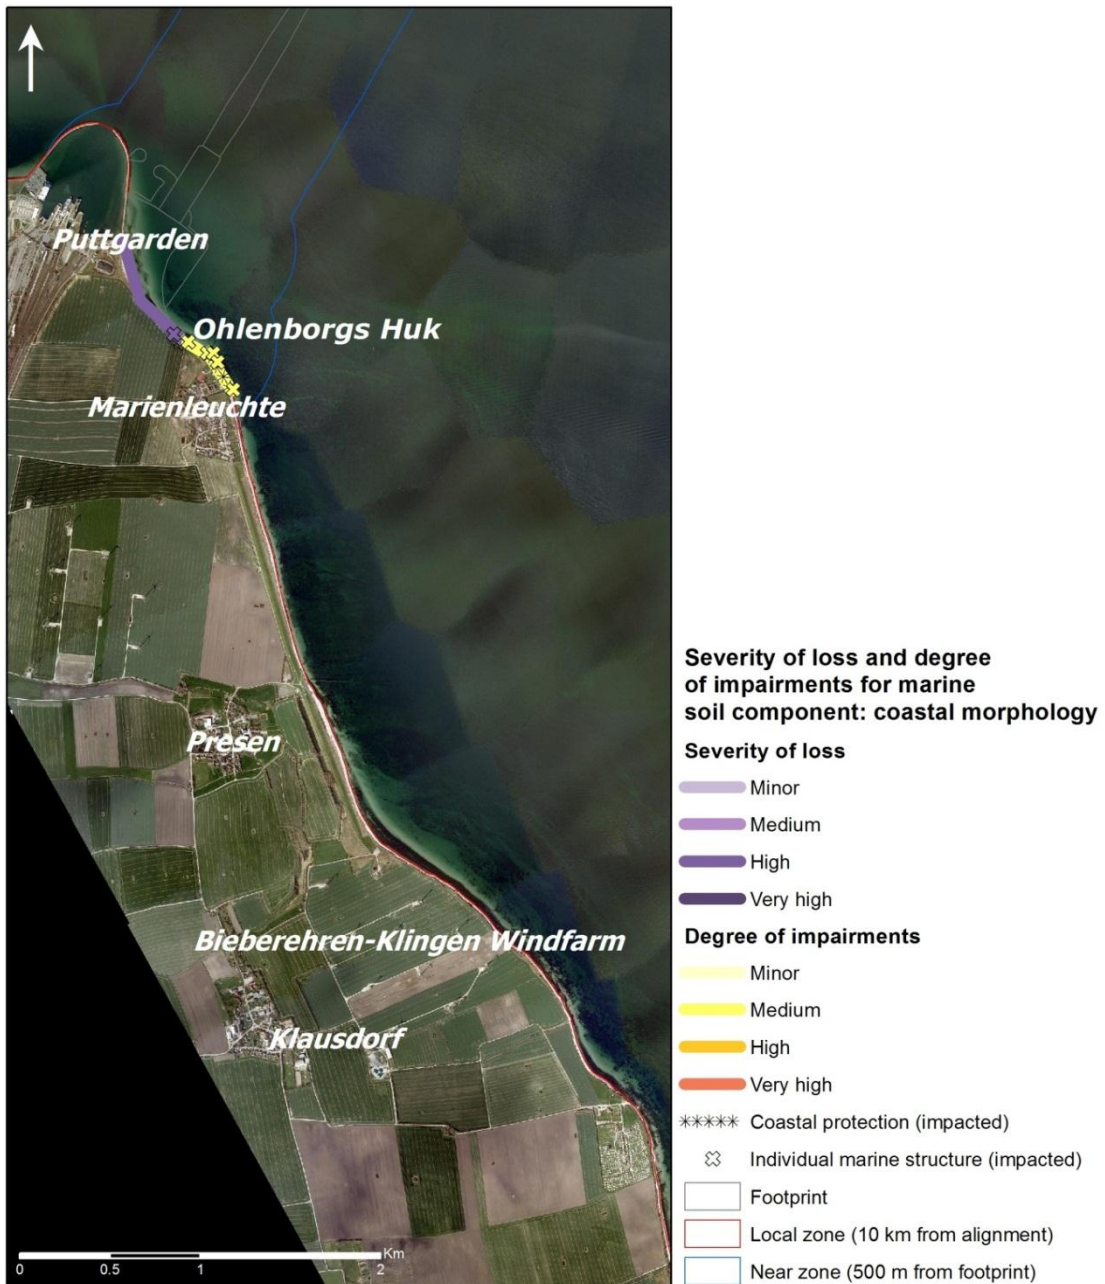 Puttgarden
Ohlenborgs Huk
Marienleuchte
Presen
Bieberehren-Klingen Windfarm
Klausdorf
Km
0 0.5 1 2
Severity of loss and degree
of impairments for marine
soil component: coastal morphology
Severity of loss
Minor
Medium
High
Very high
Degree of impairments
Minor
Medium
High
Very high
Coastal protection (impacted)
Individual marine structure (impacted)
Footprint
Local zone (10 km from alignment)
Near zone (500 m from footprint)